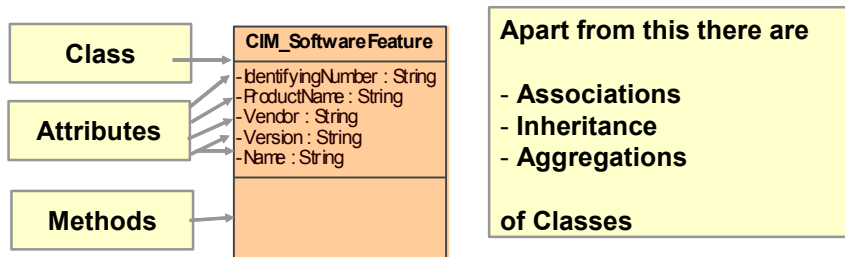 Class
Attributes
Methods
CIM_SoftwareFeature
-IdentifyingNumber : String
-ProductName : String
-Vendor : String
-Version : String
-Name : String
Apart from this there are
- Associations
- Inheritance
- Aggregations
of Classes